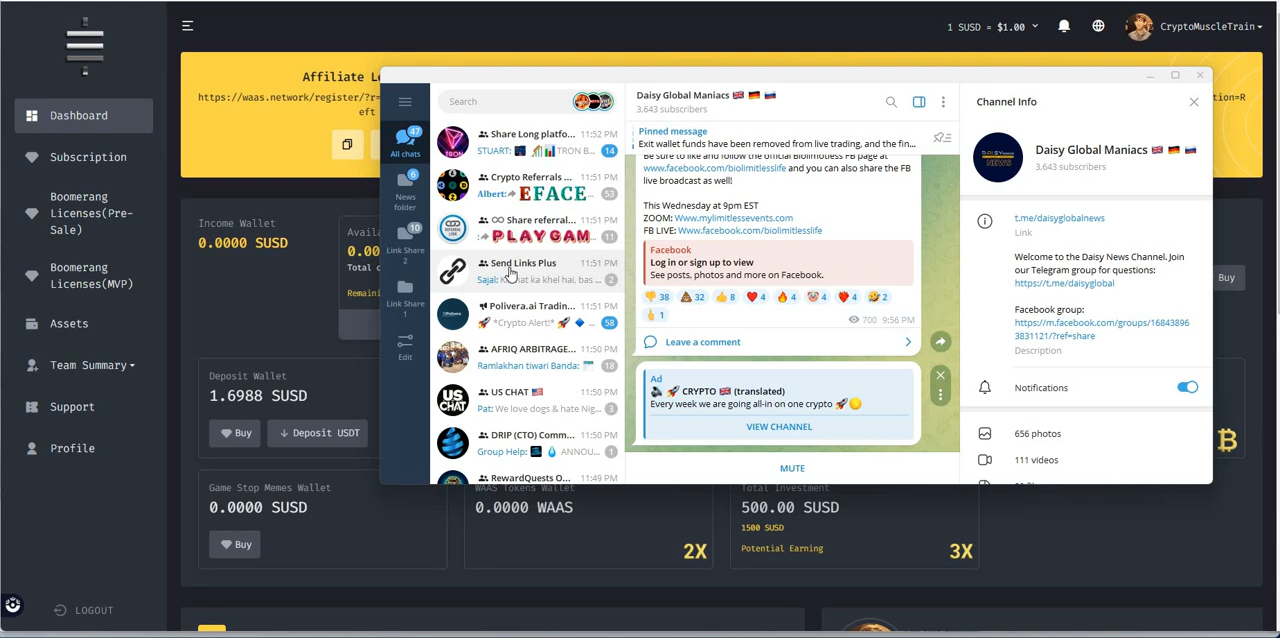 1 SUSD = $1.00
CryptoMuscleTrain
Dashboard
Subscription
Boomerang
Licenses(Pre-
Sale)
Boomerang
Licenses(MVP)
Assets
Team Summary
Support
Profile
LOGOUT
Affiliate L
https://waas.network/register/?r=
eft
tion=R
Income Wallet
0.0000 SUSD
Availa
0.00
Total c
Remaini
Buy
Deposit Wallet
1.6988 SUSD
Buy
Deposit USDT
Game Stop Memes Wallet
0.0000 SUSD
Buy
WAAS Tokens Wallet
0.0000 WAAS
2X
Total Investment
500.00 SUSD
1500 SUSD
Potential Earning
3X
47
All chats
6
News
folder
10
Link Share
2
Link Share
1
Edit
Search
Share Long platfo... 11:52 PM
STUART: TRON B... 14
Crypto Referrals ... 11:51 PM
Albert: EFACE 53
Share referral... 11:51 PM
: PLAYGAM 11
Send Links Plus 11:51 PM
Sajal: at ka khel hai, bas ... 2
Polivera.ai Tradin... 11:51 PM
🚀 *Crypto Alert!* 🚀 🔹 ... 58
AFRIQ ARBITRAGE... 11:50 PM
Ramlakhan tiwari Banda: 18
US CHAT 🇺🇸 11:50 PM
US
CHAT
Pat: We love dogs & hate Nig... 3
DRIP (CTO) Comm... 11:50 PM
Group Help: 💧 ANNOU... 1
RewardQuests O... 11:49 PM
Daisy Global Maniacs 🇬🇧 🇩🇪 🇷🇺
3,643 subscribers
Pinned message
Exit wallet funds have been removed from live trading, and the fin...
Be sure to like and follow the official Biolimotless FB page at
www.facebook.com/biolimitlesslife and you can also share the FB
live broadcast as well!
This Wednesday at 9pm EST
ZOOM: Www.mylimitlessevents.com
FB LIVE: Www.facebook.com/biolimitlesslife
Facebook
Log in or sign up to view
See posts, photos and more on Facebook.
👎 38 💩 32 👍 8 ❤️ 4 🔥 4 🤡 4 ❤️‍🔥 4 🤣 2
👍 1
700 9:56 PM
Leave a comment
Ad
🚀 CRYPTO 🇬🇧 (translated)
Every week we are going all-in on one crypto 🚀🟡
VIEW CHANNEL
MUTE
Channel Info
DAISY
NEWS
Daisy Global Maniacs 🇬🇧 🇩🇪 🇷🇺
3,643 subscribers
t.me/daisyglobalnews
Link
Welcome to the Daisy News Channel. Join
our Telegram group for questions:
https://t.me/daisyglobal
Facebook group:
https://m.facebook.com/groups/16843896
3831121/?ref=share
Description
Notifications
656 photos
111 videos